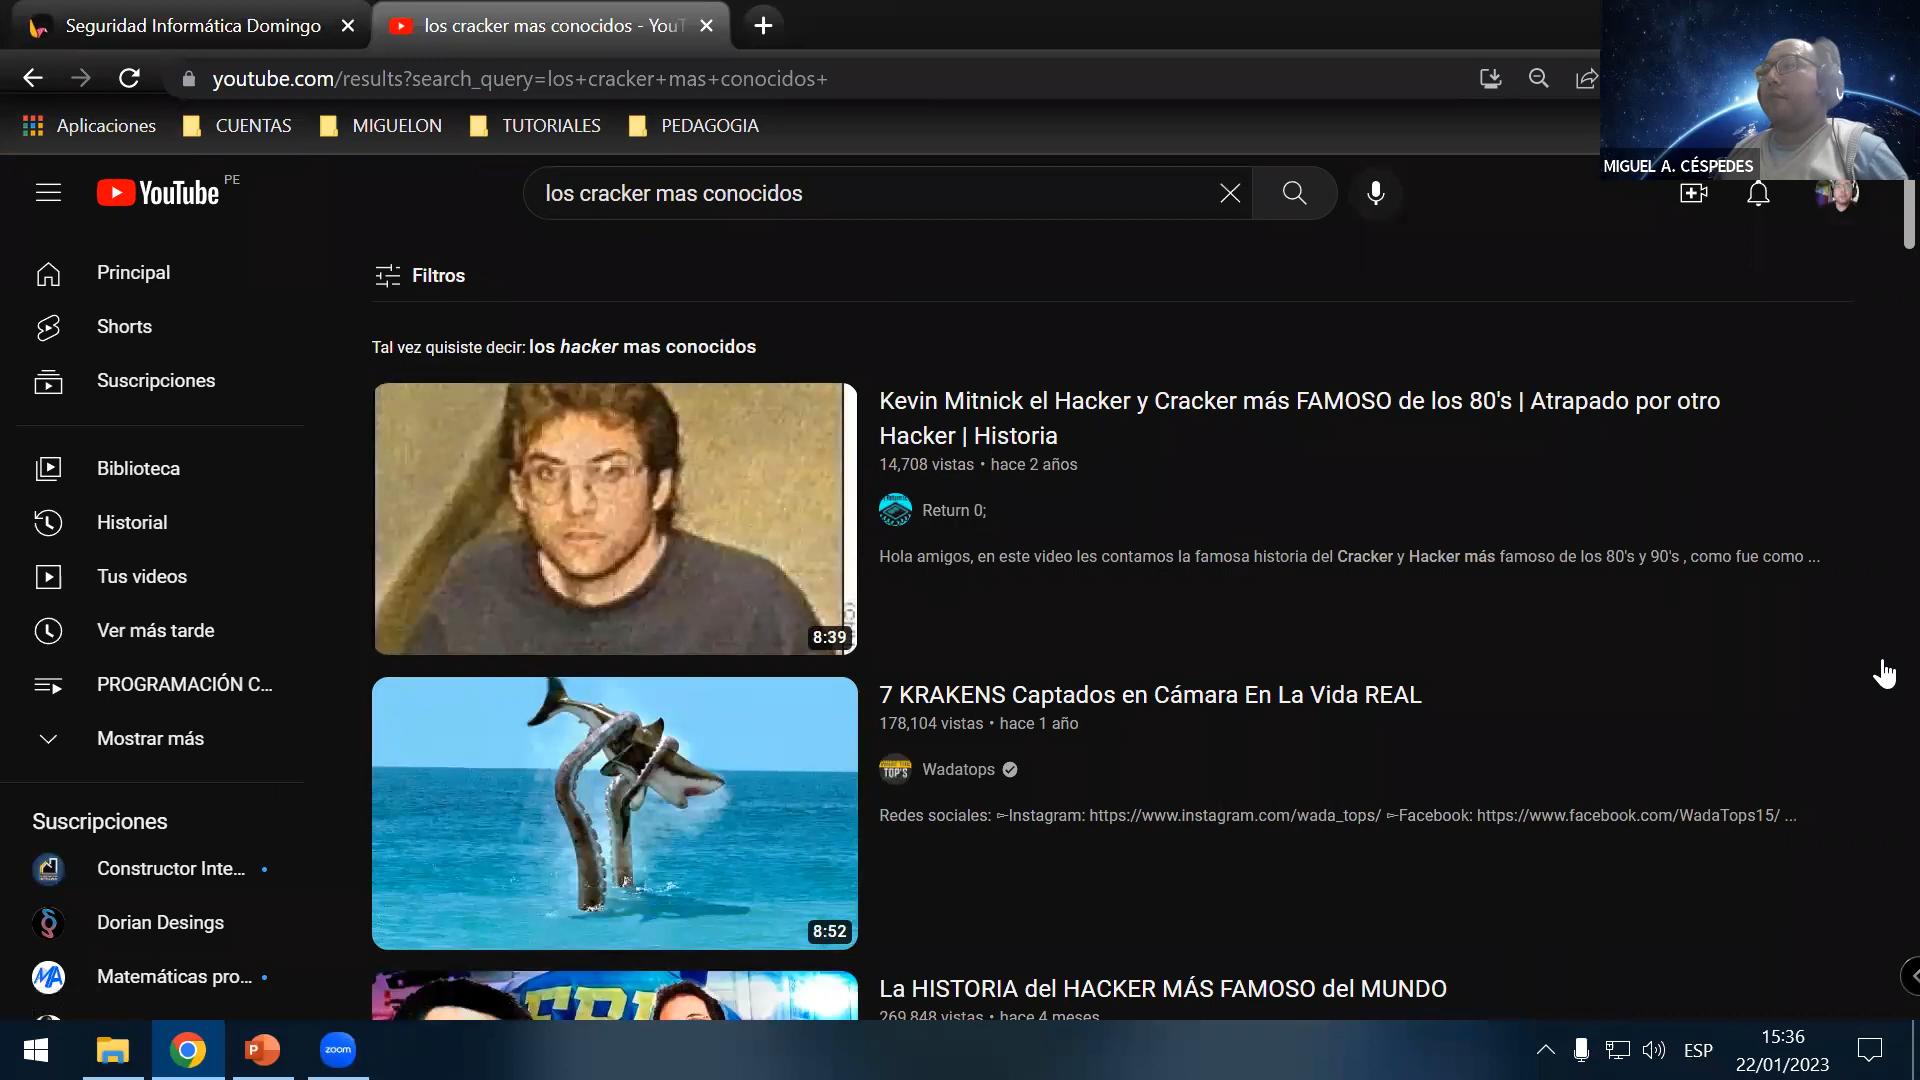 Seguridad Informática Domingo
los cracker mas conocidos - YouT
youtube.com/results?search_query=los+cracker+mas+conocidos+
Aplicaciones
CUENTAS
MIGUELON
TUTORIALES
PEDAGOGIA
MIGUEL A. CÉSPEDES
YouTube PE
los cracker mas conocidos
Principal
Shorts
Suscripciones
Biblioteca
Historial
Tus videos
Ver más tarde
PROGRAMACIÓN C...
Mostrar más
Suscripciones
Constructor Inte...
Dorian Desings
Matemáticas pro...
Filtros
Tal vez quisiste decir: los hacker mas conocidos
8:39
Kevin Mitnick el Hacker y Cracker más FAMOSO de los 80's | Atrapado por otro
Hacker | Historia
14,708 vistas • hace 2 años
Return 0;
Hola amigos, en este video les contamos la famosa historia del Cracker y Hacker más famoso de los 80's y 90's , como fue como ...
8:52
7 KRAKENS Captados en Cámara En La Vida REAL
178,104 vistas • hace 1 año
TOP'S
Wadatops
Redes sociales: ➻Instagram: https://www.instagram.com/wada_tops/ ➻Facebook: https://www.facebook.com/WadaTops15/ ...
La HISTORIA del HACKER MÁS FAMOSO del MUNDO
269,848 vistas • hace 4 meses
zoom
ESP
15:36
22/01/2023